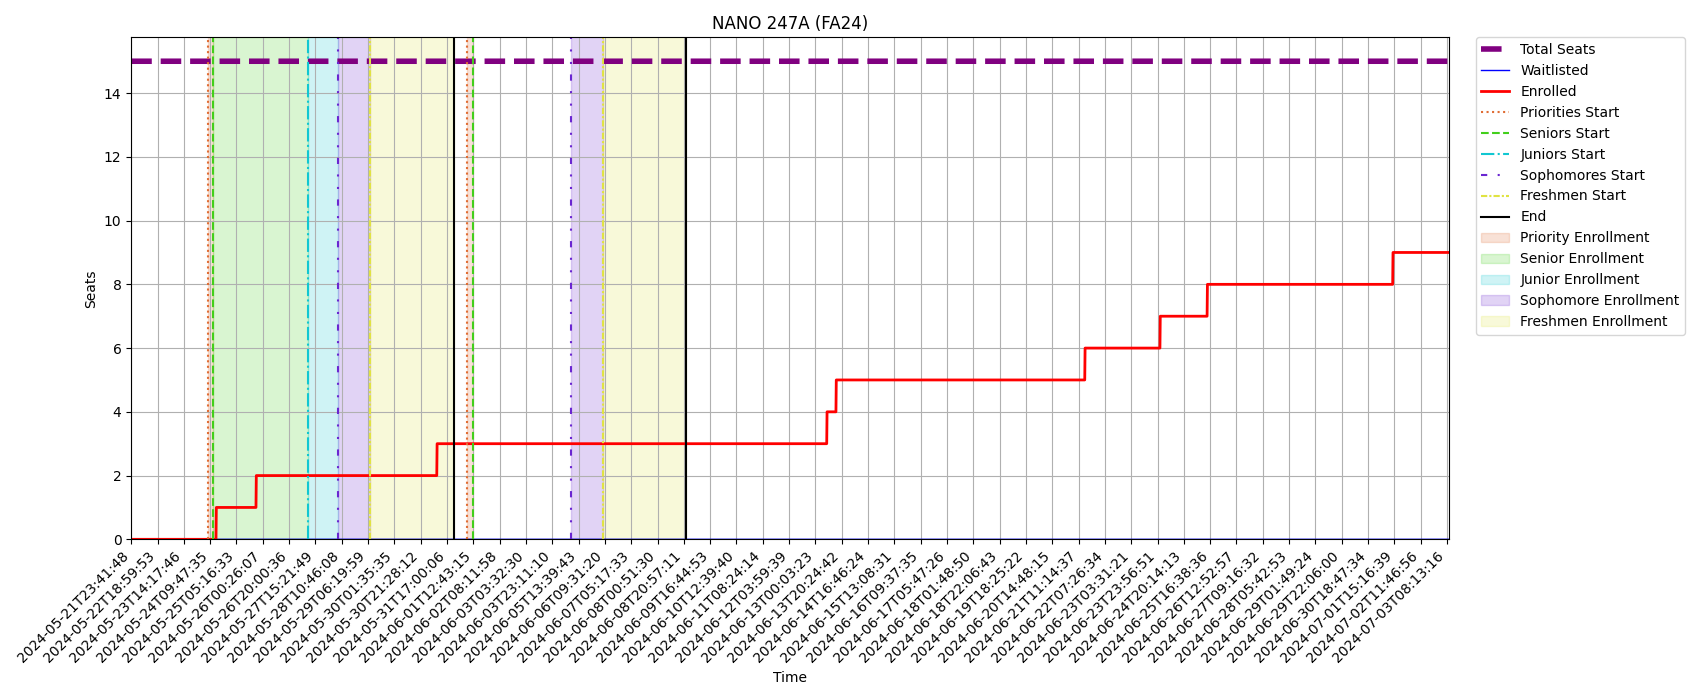 NANO 247A (FA24)
Total Seats
Waitlisted
Enrolled
Priorities Start
Seniors Start
Juniors Start
Sophomores Start
Freshmen Start
End
Priority Enrollment
Senior Enrollment
Junior Enrollment
Sophomore Enrollment
Freshmen Enrollment
Seats
14
12
10
8
6
4
2
0
2024-05-21T23:41:48
2024-05-22T18:59:53
2024-05-23T14:17:46
2024-05-24T09:47:35
2024-05-25T05:16:33
2024-05-26T00:26:07
2024-05-26T20:00:36
2024-05-27T15:21:49
2024-05-28T10:46:08
2024-05-29T06:19:59
2024-05-30T01:35:35
2024-05-30T21:28:12
2024-05-31T17:00:06
2024-06-01T12:43:15
2024-06-02T08:11:58
2024-06-03T03:32:30
2024-06-03T23:11:10
2024-06-05T13:39:43
2024-06-06T09:31:20
2024-06-07T05:17:33
2024-06-08T00:51:30
2024-06-08T20:57:11
2024-06-09T16:44:53
2024-06-10T12:39:40
2024-06-11T08:24:14
2024-06-12T03:59:39
2024-06-13T00:03:23
2024-06-13T20:24:42
2024-06-14T16:46:24
2024-06-15T13:08:31
2024-06-16T09:37:35
2024-06-17T05:47:26
2024-06-18T01:48:50
2024-06-18T22:06:43
2024-06-19T18:25:22
2024-06-20T14:48:15
2024-06-21T11:14:37
2024-06-22T07:26:34
2024-06-23T03:31:21
2024-06-23T23:56:51
2024-06-24T20:14:13
2024-06-25T16:38:36
2024-06-26T12:52:57
2024-06-27T09:16:32
2024-06-28T05:42:53
2024-06-29T01:49:24
2024-06-29T22:06:00
2024-06-30T18:47:34
2024-07-01T15:16:39
2024-07-02T11:46:56
2024-07-03T08:13:16
Time